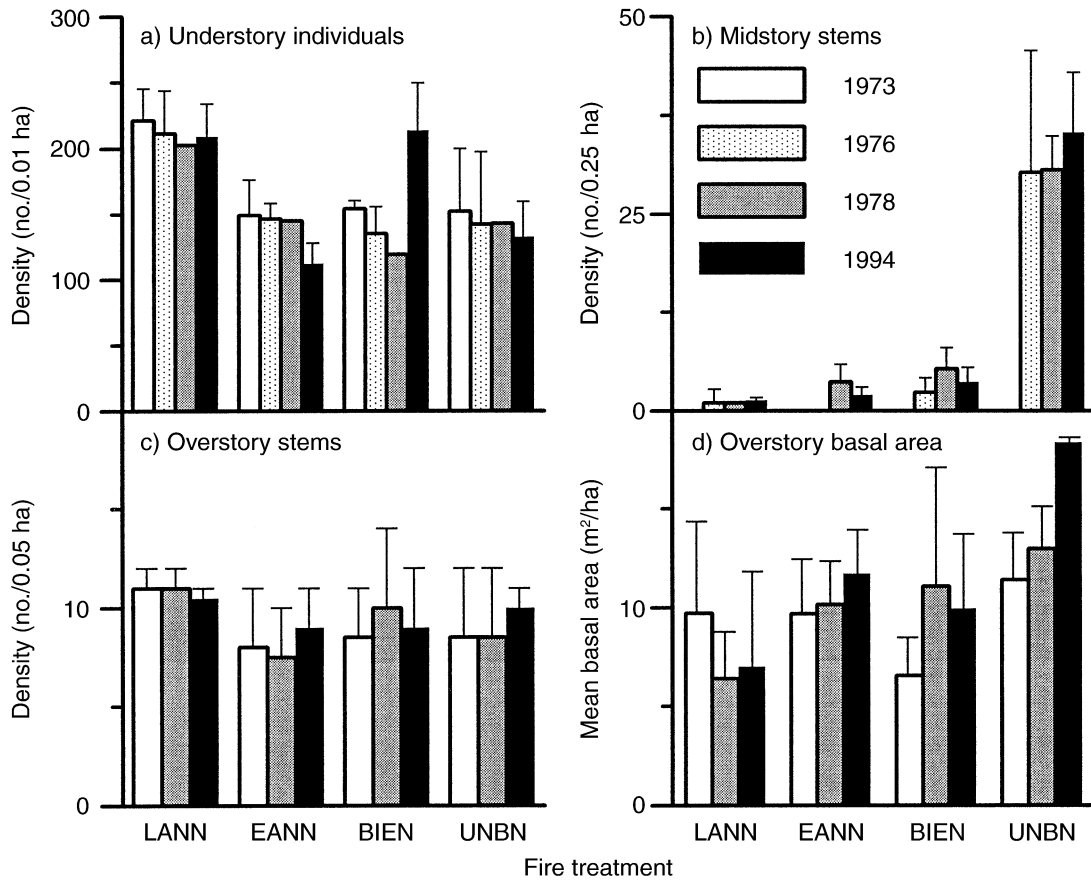 a) Understory individuals
Density (no./0.01 ha)
300
200
100
0
b) Midstory stems
Density (no./0.25 ha)
50
25
0
1973
1976
1978
1994
c) Overstory stems
Density (no./0.05 ha)
10
0
LANN EANN BIEN UNBN
d) Overstory basal area
Mean basal area (m²/ha)
10
0
LANN EANN BIEN UNBN
Fire treatment